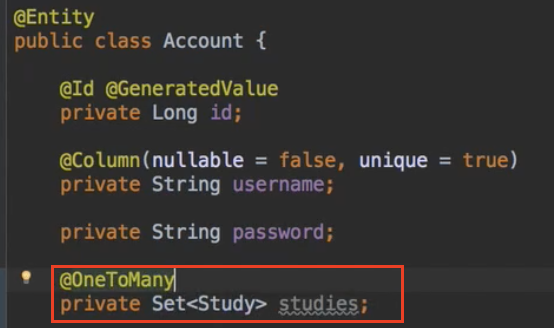 @Entity
public class Account {
@Id @GeneratedValue
private Long id;
@Column(nullable = false, unique = true)
private String username;
private String password;
@OneToMany
private Set<Study> studies;